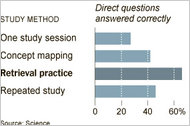 Direct questions
STUDY METHOD answered correctly
One study session
Concept mapping
Retrieval practice
Repeated study
0 20 40 60%
Source: Science